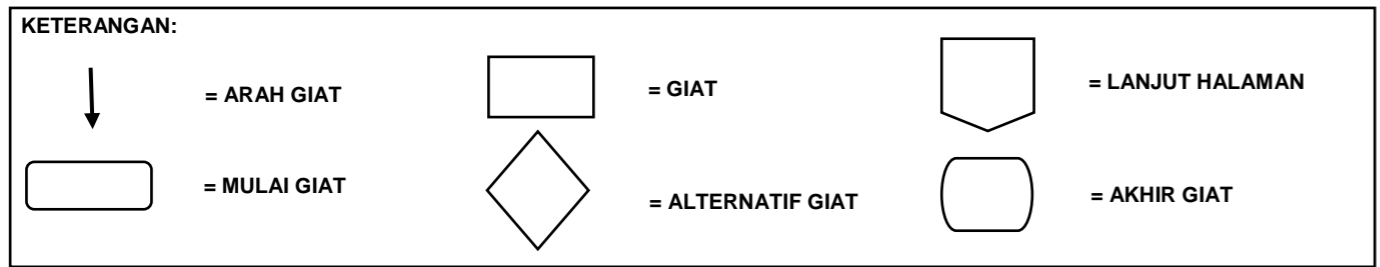 KETERANGAN:
= ARAH GIAT
= GIAT
= LANJUT HALAMAN
= MULAI GIAT
= ALTERNATIF GIAT
= AKHIR GIAT